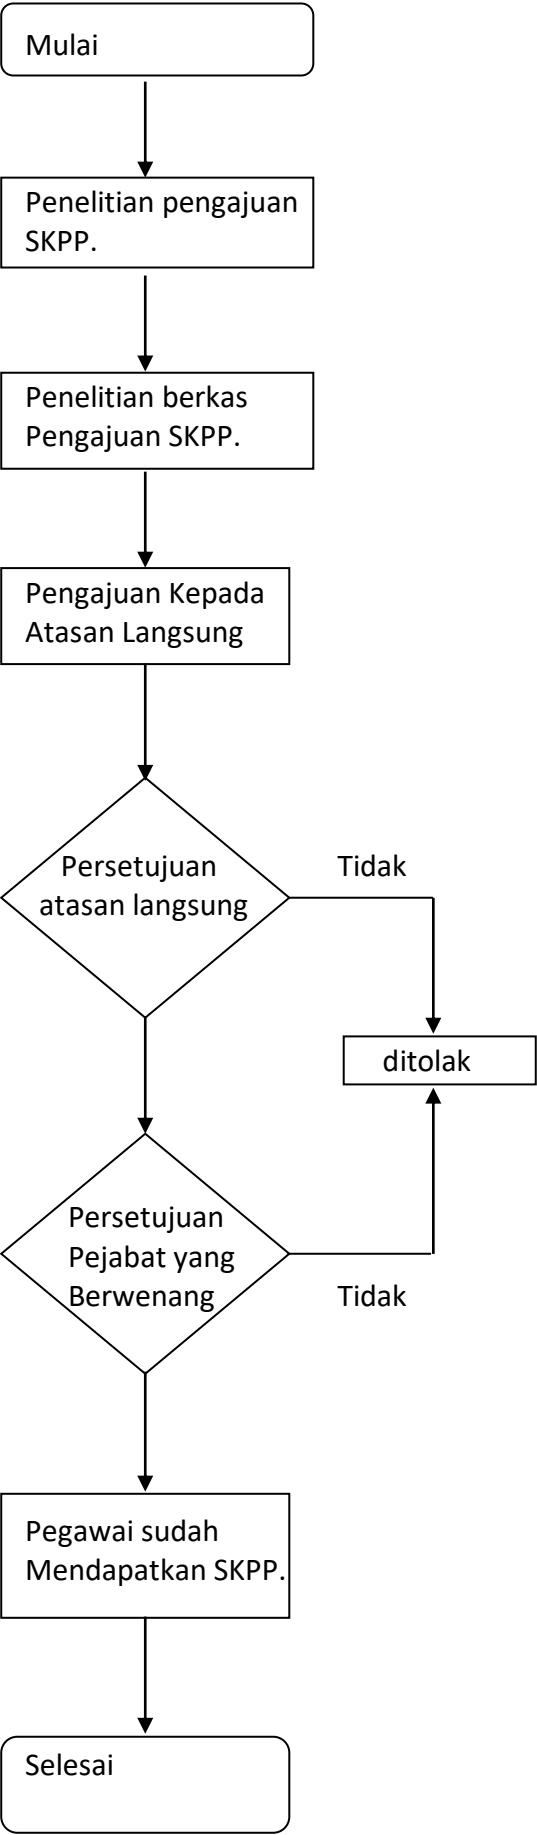 Mulai
Penelitian pengajuan
SKPP.
Penelitian berkas
Pengajuan SKPP.
Pengajuan Kepada
Atasan Langsung
Persetujuan
atasan langsung
Tidak
ditolak
Persetujuan
Pejabat yang
Berwenang
Tidak
Pegawai sudah
Mendapatkan SKPP.
Selesai